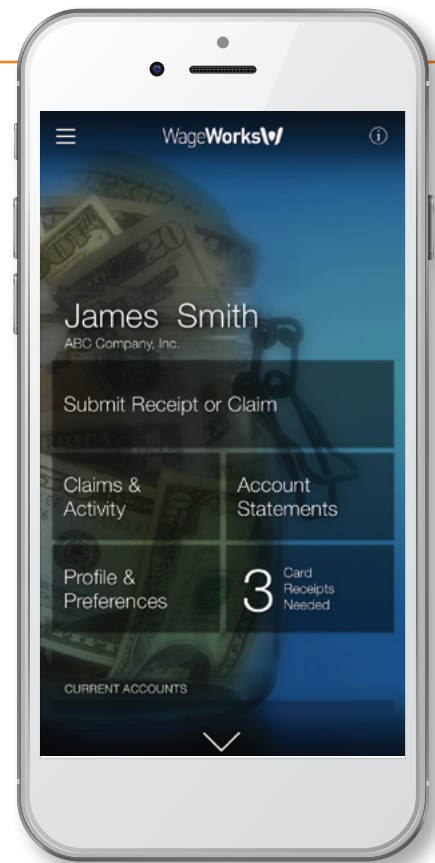 WageWorks
James Smith
ABC Company, Inc.
Submit Receipt or Claim
Claims &
Activity
Account
Statements
Profile &
Preferences
3
Card
Receipts
Needed
CURRENT ACCOUNTS